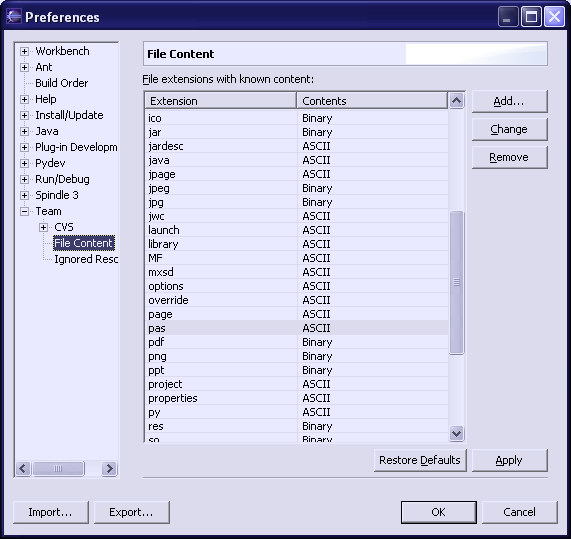 Preferences
Workbench
Ant
Build Order
Help
Install/Update
Java
Plug-in Developm
Pydev
Run/Debug
Spindle 3
Team
CVS
File Content
Ignored Resc
File Content
File extensions with known content:
Extension Contents
ico Binary
jar Binary
jardesc ASCII
java ASCII
jpage ASCII
jpeg Binary
jpg Binary
jwc ASCII
launch ASCII
library ASCII
MF ASCII
mxsd ASCII
options ASCII
override ASCII
page ASCII
pas ASCII
pdf Binary
png Binary
ppt Binary
project ASCII
properties ASCII
py ASCII
res Binary
so Binary
Add...
Change
Remove
Restore Defaults
Apply
Import...
Export...
OK
Cancel